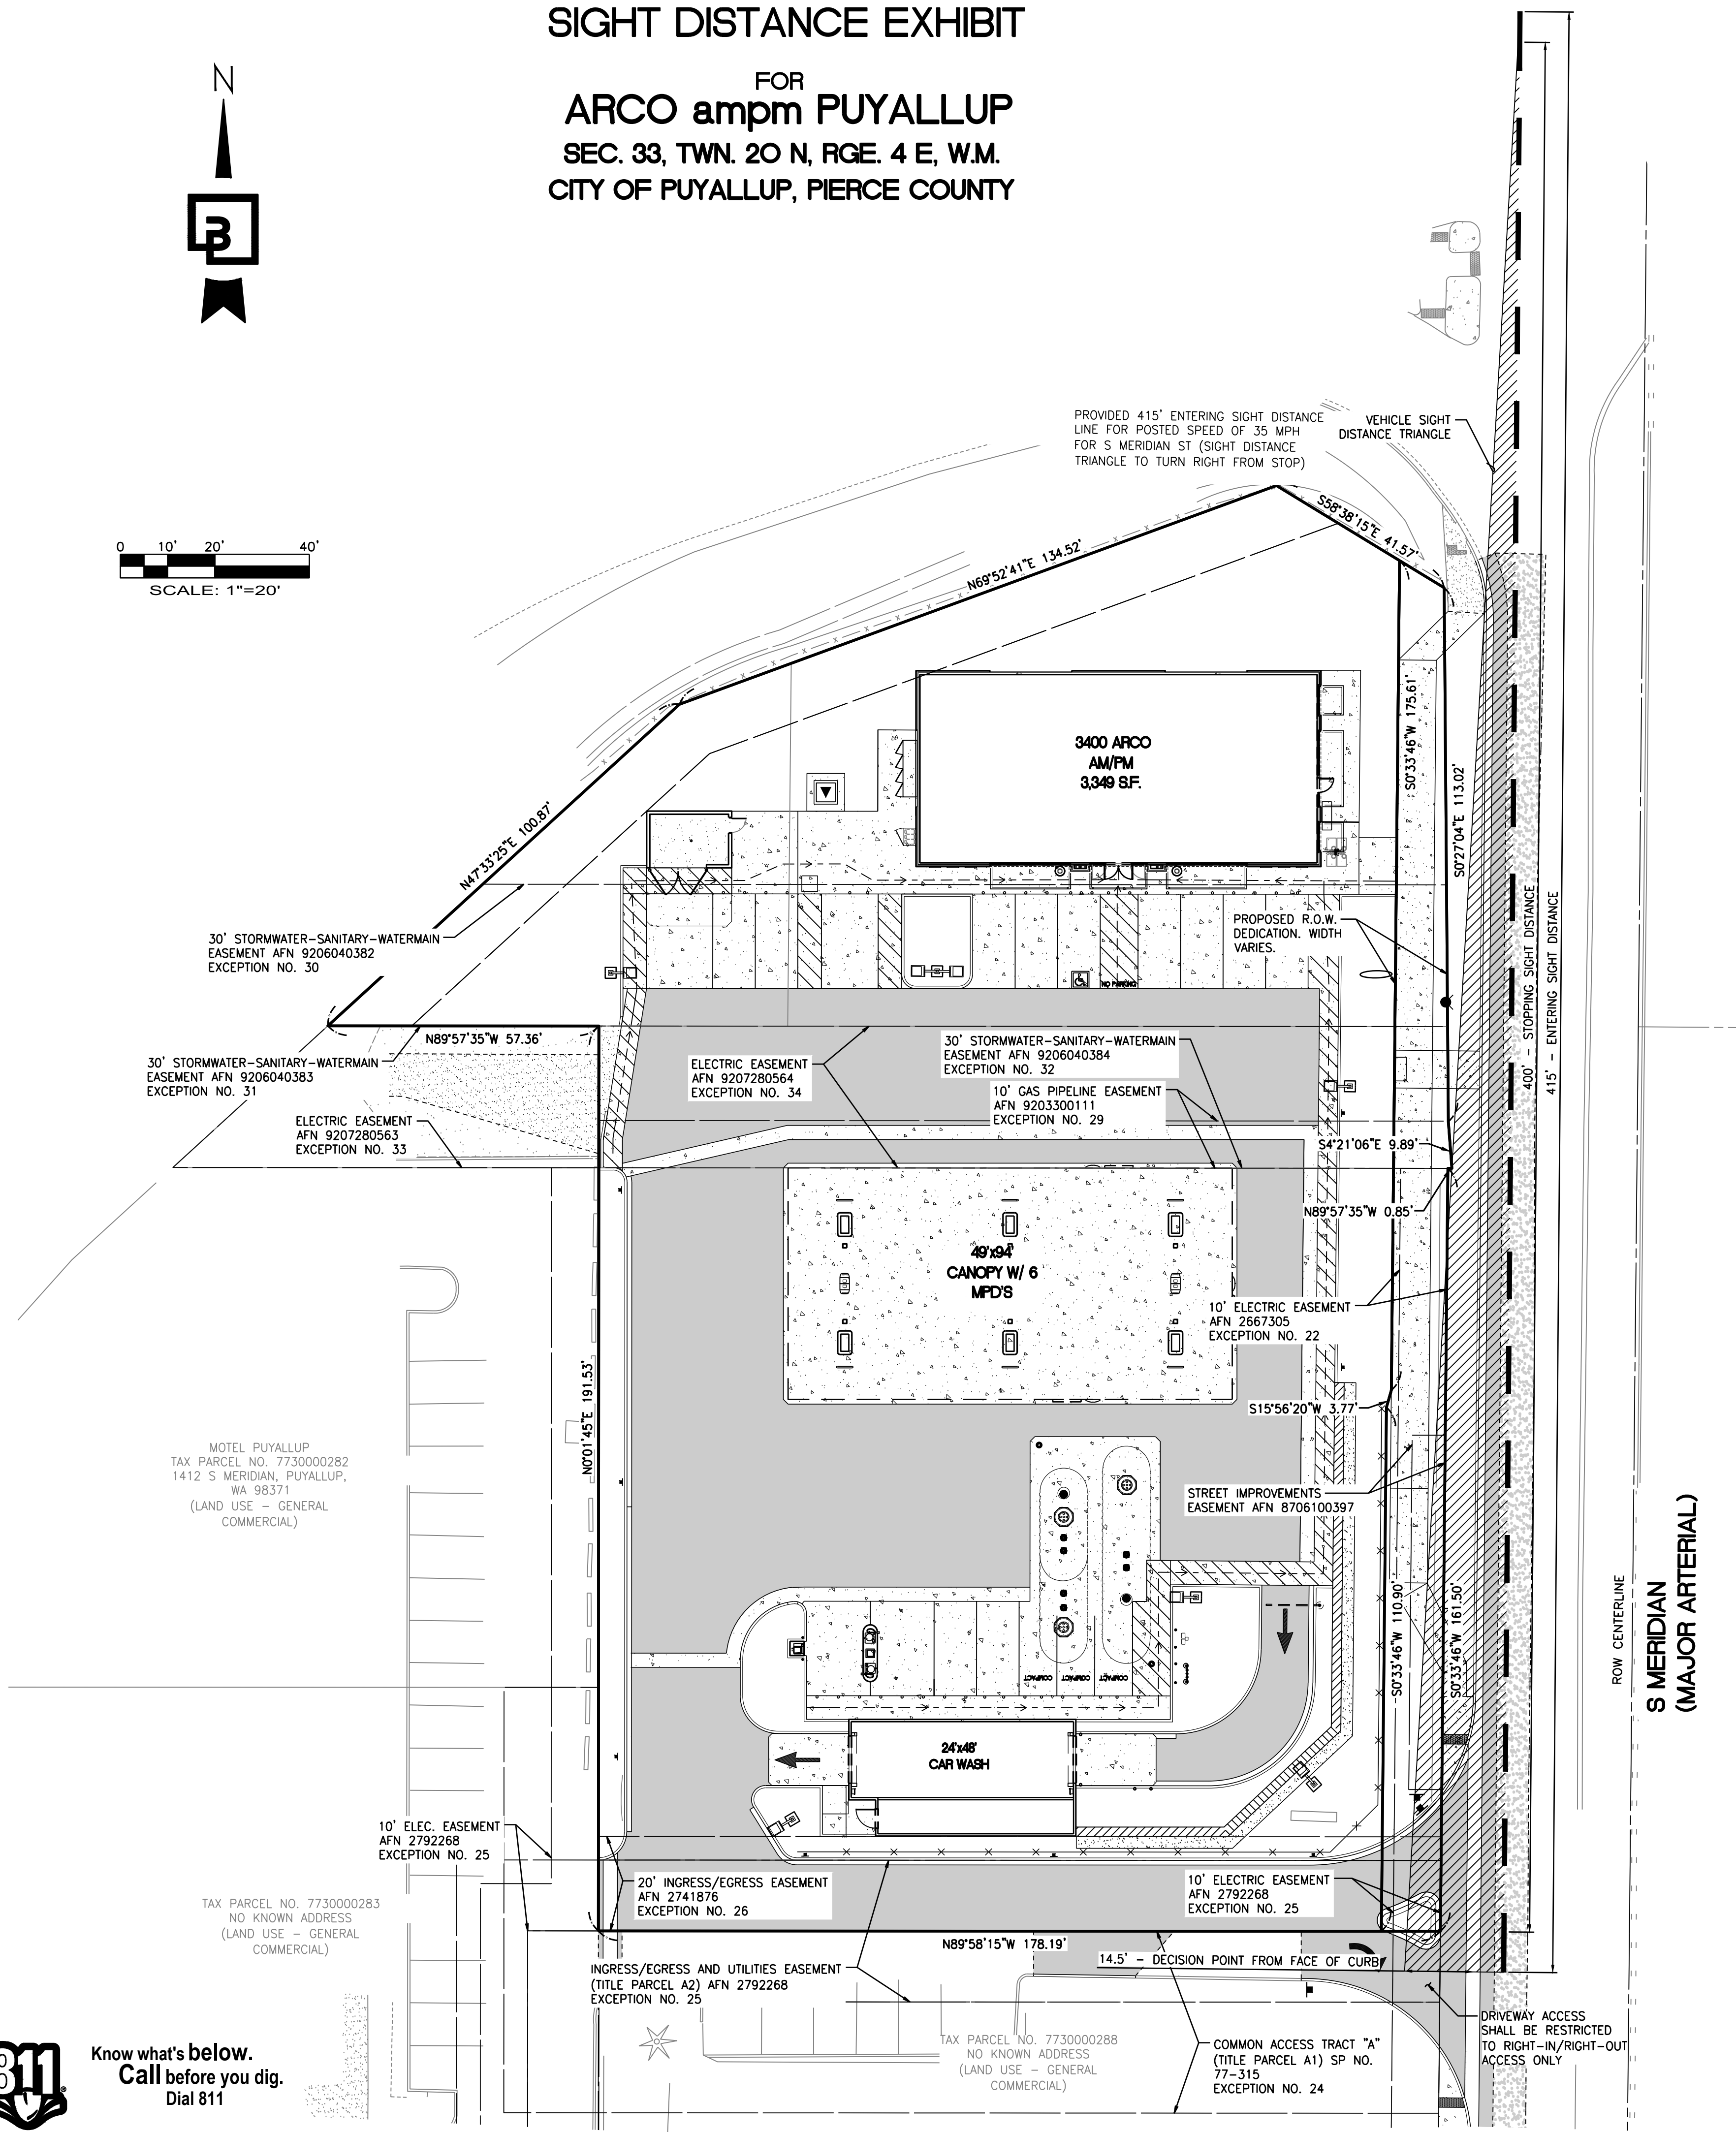 SIGHT DISTANCE EXHIBIT
FOR
ARCO ampm PUYALLUP
SEC. 33, TWN. 20 N, RGE. 4 E, W.M.
CITY OF PUYALLUP, PIERCE COUNTY
N
B
0 10' 20' 40'
SCALE: 1"=20'
PROVIDED 415' ENTERING SIGHT DISTANCE
LINE FOR POSTED SPEED OF 35 MPH
FOR S MERIDIAN ST (SIGHT DISTANCE
TRIANGLE TO TURN RIGHT FROM STOP)
VEHICLE SIGHT
DISTANCE TRIANGLE
S58°38'15"E 41.57'
N69°52'41"E 134.52'
N47°33'25"E 100.87'
S0°33'46"W 175.61'
S0°27'04"E 113.02'
3400 ARCO
AM/PM
3,349 S.F.
PROPOSED R.O.W.
DEDICATION. WIDTH
VARIES.
400' - STOPPING SIGHT DISTANCE
415' - ENTERING SIGHT DISTANCE
30' STORMWATER-SANITARY-WATERMAIN
EASEMENT AFN 9206040382
EXCEPTION NO. 30
NO PARKING
N89°57'35"W 57.36'
30' STORMWATER-SANITARY-WATERMAIN
EASEMENT AFN 9206040383
EXCEPTION NO. 31
ELECTRIC EASEMENT
AFN 9207280563
EXCEPTION NO. 33
ELECTRIC EASEMENT
AFN 9207280564
EXCEPTION NO. 34
30' STORMWATER-SANITARY-WATERMAIN
EASEMENT AFN 9206040384
EXCEPTION NO. 32
10' GAS PIPELINE EASEMENT
AFN 9203300111
EXCEPTION NO. 29
S4°21'06"E 9.89'
N89°57'35"W 0.85'
49'x94'
CANOPY W/ 6
MPD'S
10' ELECTRIC EASEMENT
AFN 2667305
EXCEPTION NO. 22
N0°01'45"E 191.53'
S15°56'20"W 3.77'
MOTEL PUYALLUP
TAX PARCEL NO. 7730000282
1412 S MERIDIAN, PUYALLUP,
WA 98371
(LAND USE - GENERAL
COMMERCIAL)
STREET IMPROVEMENTS
EASEMENT AFN 8706100397
S0°33'46"W 110.90'
S0°33'46"W 161.50'
ROW CENTERLINE
S MERIDIAN
(MAJOR ARTERIAL)
COMPACT
COMPACT
COMPACT
24'x48'
CAR WASH
10' ELEC. EASEMENT
AFN 2792268
EXCEPTION NO. 25
20' INGRESS/EGRESS EASEMENT
AFN 2741876
EXCEPTION NO. 26
10' ELECTRIC EASEMENT
AFN 2792268
EXCEPTION NO. 25
TAX PARCEL NO. 7730000283
NO KNOWN ADDRESS
(LAND USE - GENERAL
COMMERCIAL)
N89°58'15"W 178.19'
14.5' - DECISION POINT FROM FACE OF CURB
INGRESS/EGRESS AND UTILITIES EASEMENT
(TITLE PARCEL A2) AFN 2792268
EXCEPTION NO. 25
DRIVEWAY ACCESS
SHALL BE RESTRICTED
TO RIGHT-IN/RIGHT-OUT
ACCESS ONLY
TAX PARCEL NO. 7730000288
NO KNOWN ADDRESS
(LAND USE - GENERAL
COMMERCIAL)
COMMON ACCESS TRACT "A"
(TITLE PARCEL A1) SP NO.
77-315
EXCEPTION NO. 24
811
Know what's below.
Call before you dig.
Dial 811